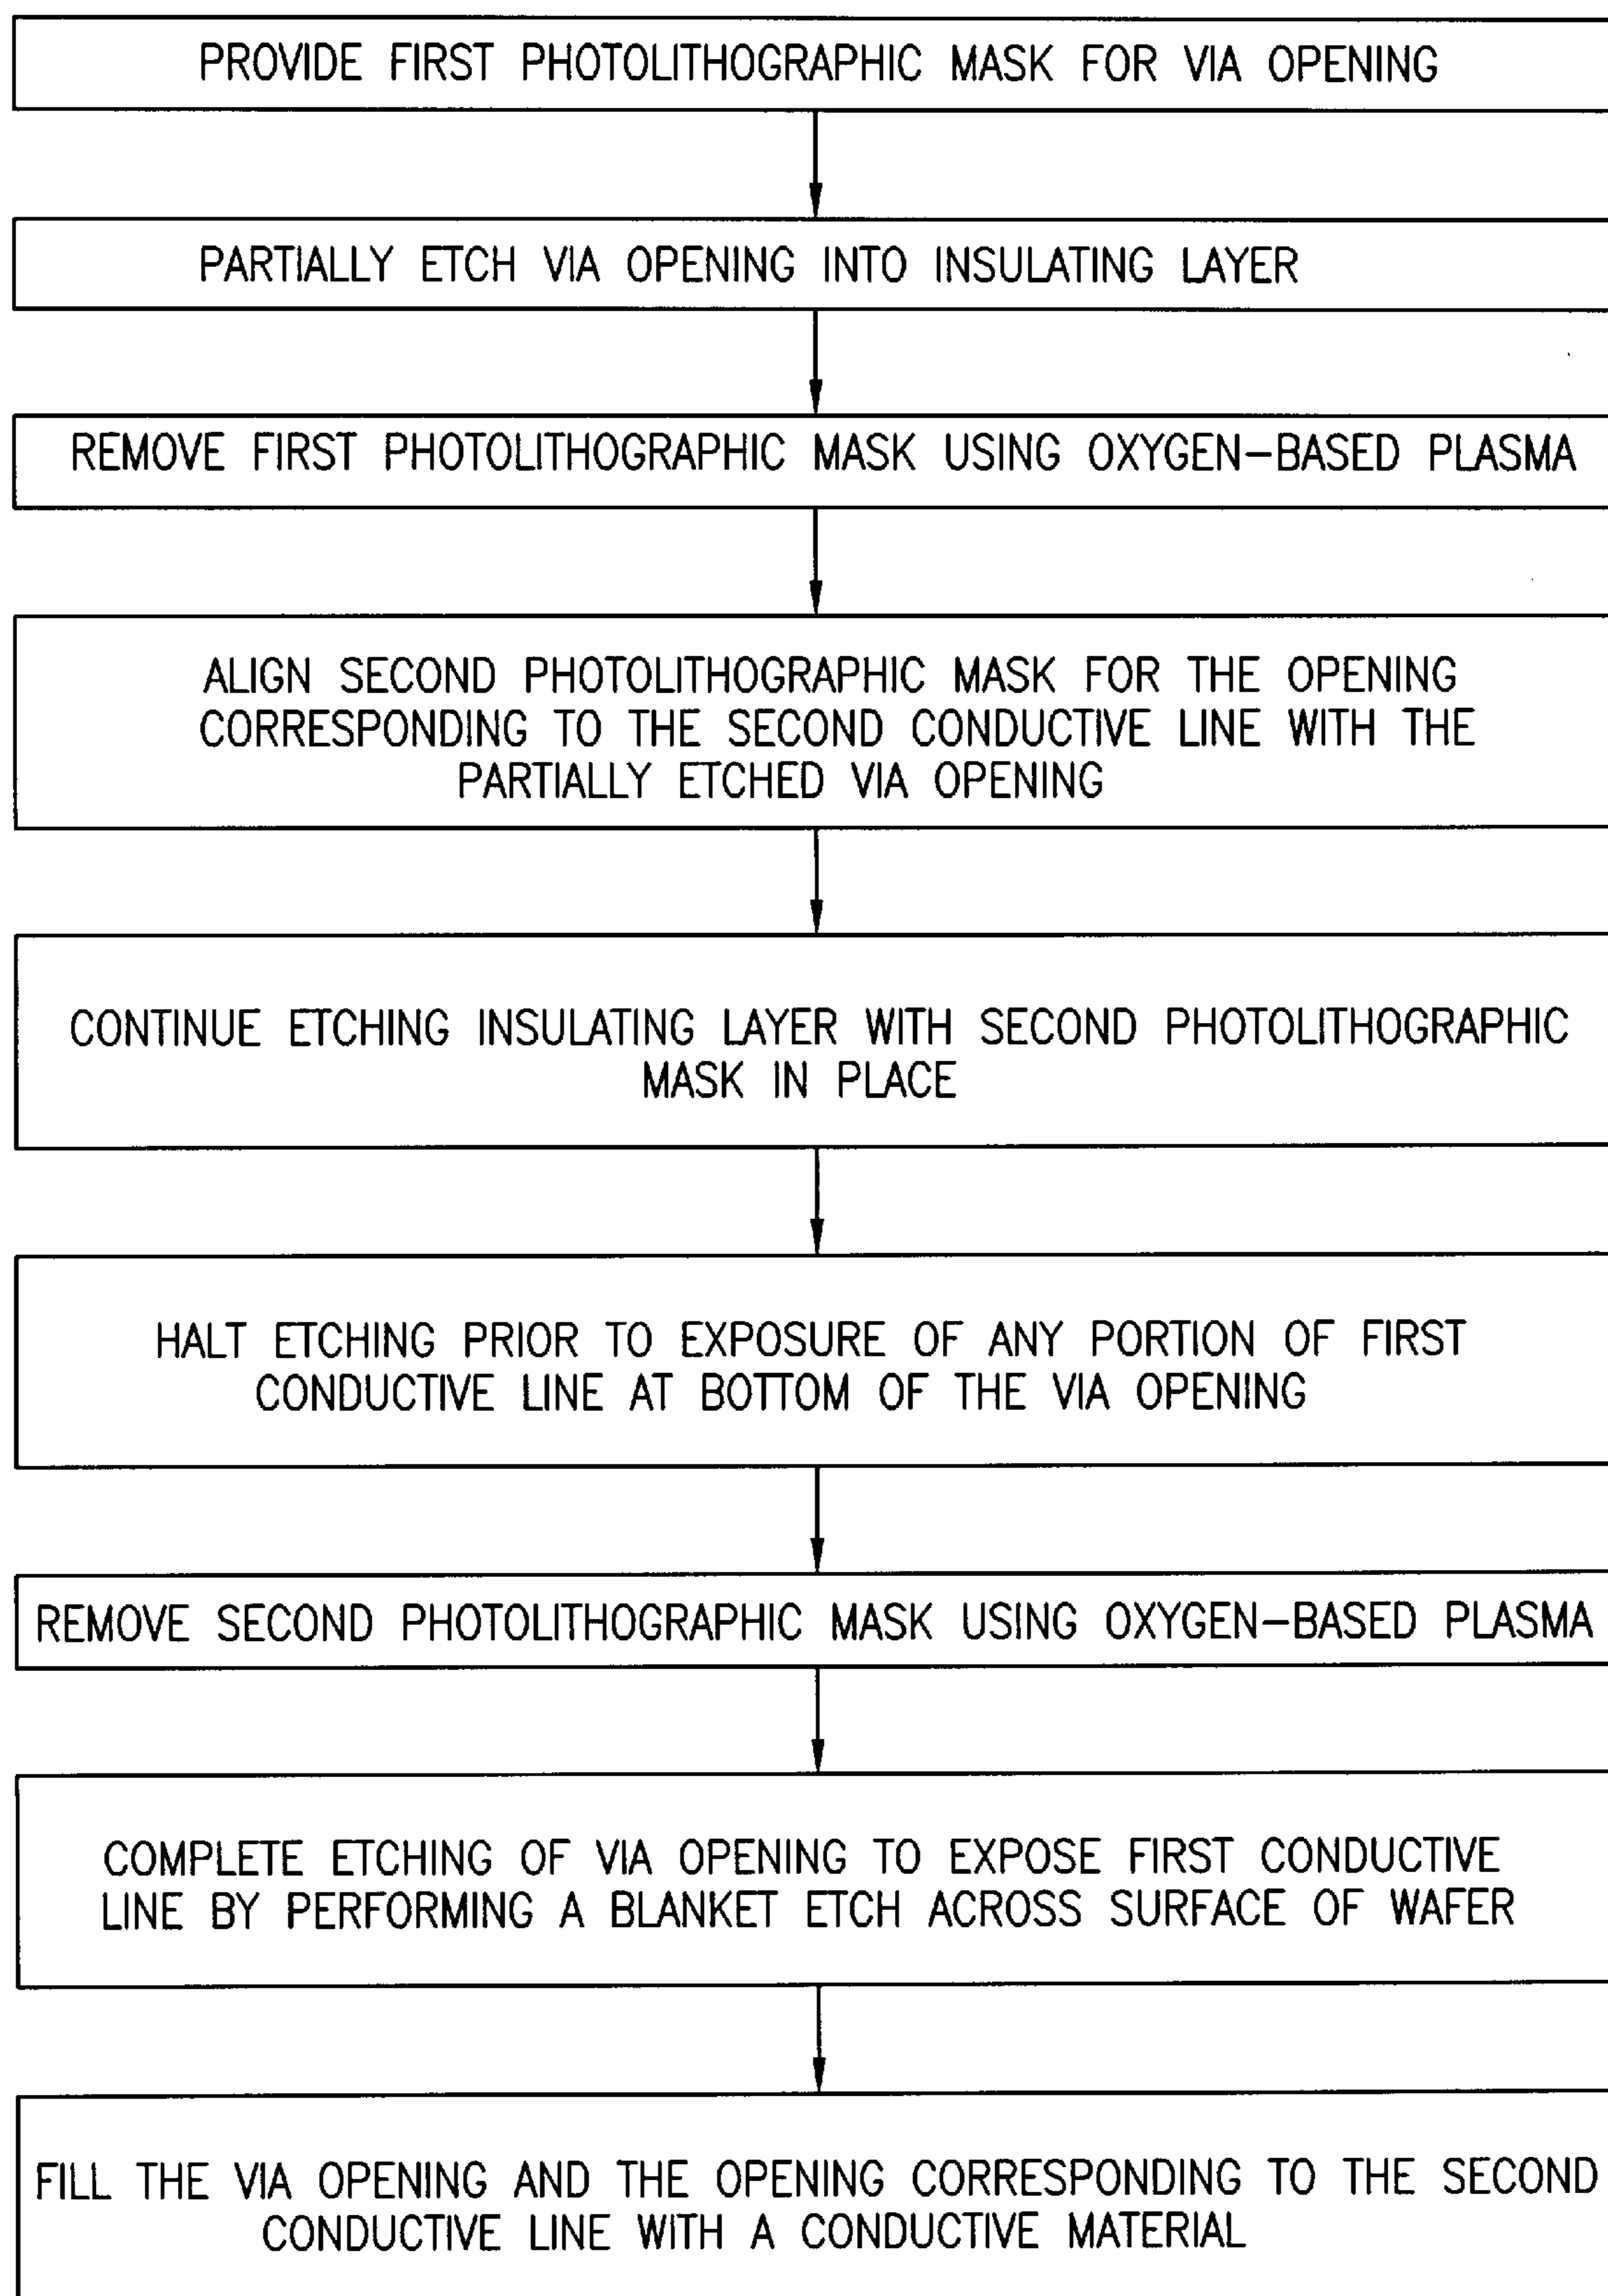 PROVIDE FIRST PHOTOLITHOGRAPHIC MASK FOR VIA OPENING
PARTIALLY ETCH VIA OPENING INTO INSULATING LAYER
REMOVE FIRST PHOTOLITHOGRAPHIC MASK USING OXYGEN-BASED PLASMA
ALIGN SECOND PHOTOLITHOGRAPHIC MASK FOR THE OPENING
CORRESPONDING TO THE SECOND CONDUCTIVE LINE WITH THE
PARTIALLY ETCHED VIA OPENING
CONTINUE ETCHING INSULATING LAYER WITH SECOND PHOTOLITHOGRAPHIC
MASK IN PLACE
HALT ETCHING PRIOR TO EXPOSURE OF ANY PORTION OF FIRST
CONDUCTIVE LINE AT BOTTOM OF THE VIA OPENING
REMOVE SECOND PHOTOLITHOGRAPHIC MASK USING OXYGEN-BASED PLASMA
COMPLETE ETCHING OF VIA OPENING TO EXPOSE FIRST CONDUCTIVE
LINE BY PERFORMING A BLANKET ETCH ACROSS SURFACE OF WAFER
FILL THE VIA OPENING AND THE OPENING CORRESPONDING TO THE SECOND
CONDUCTIVE LINE WITH A CONDUCTIVE MATERIAL